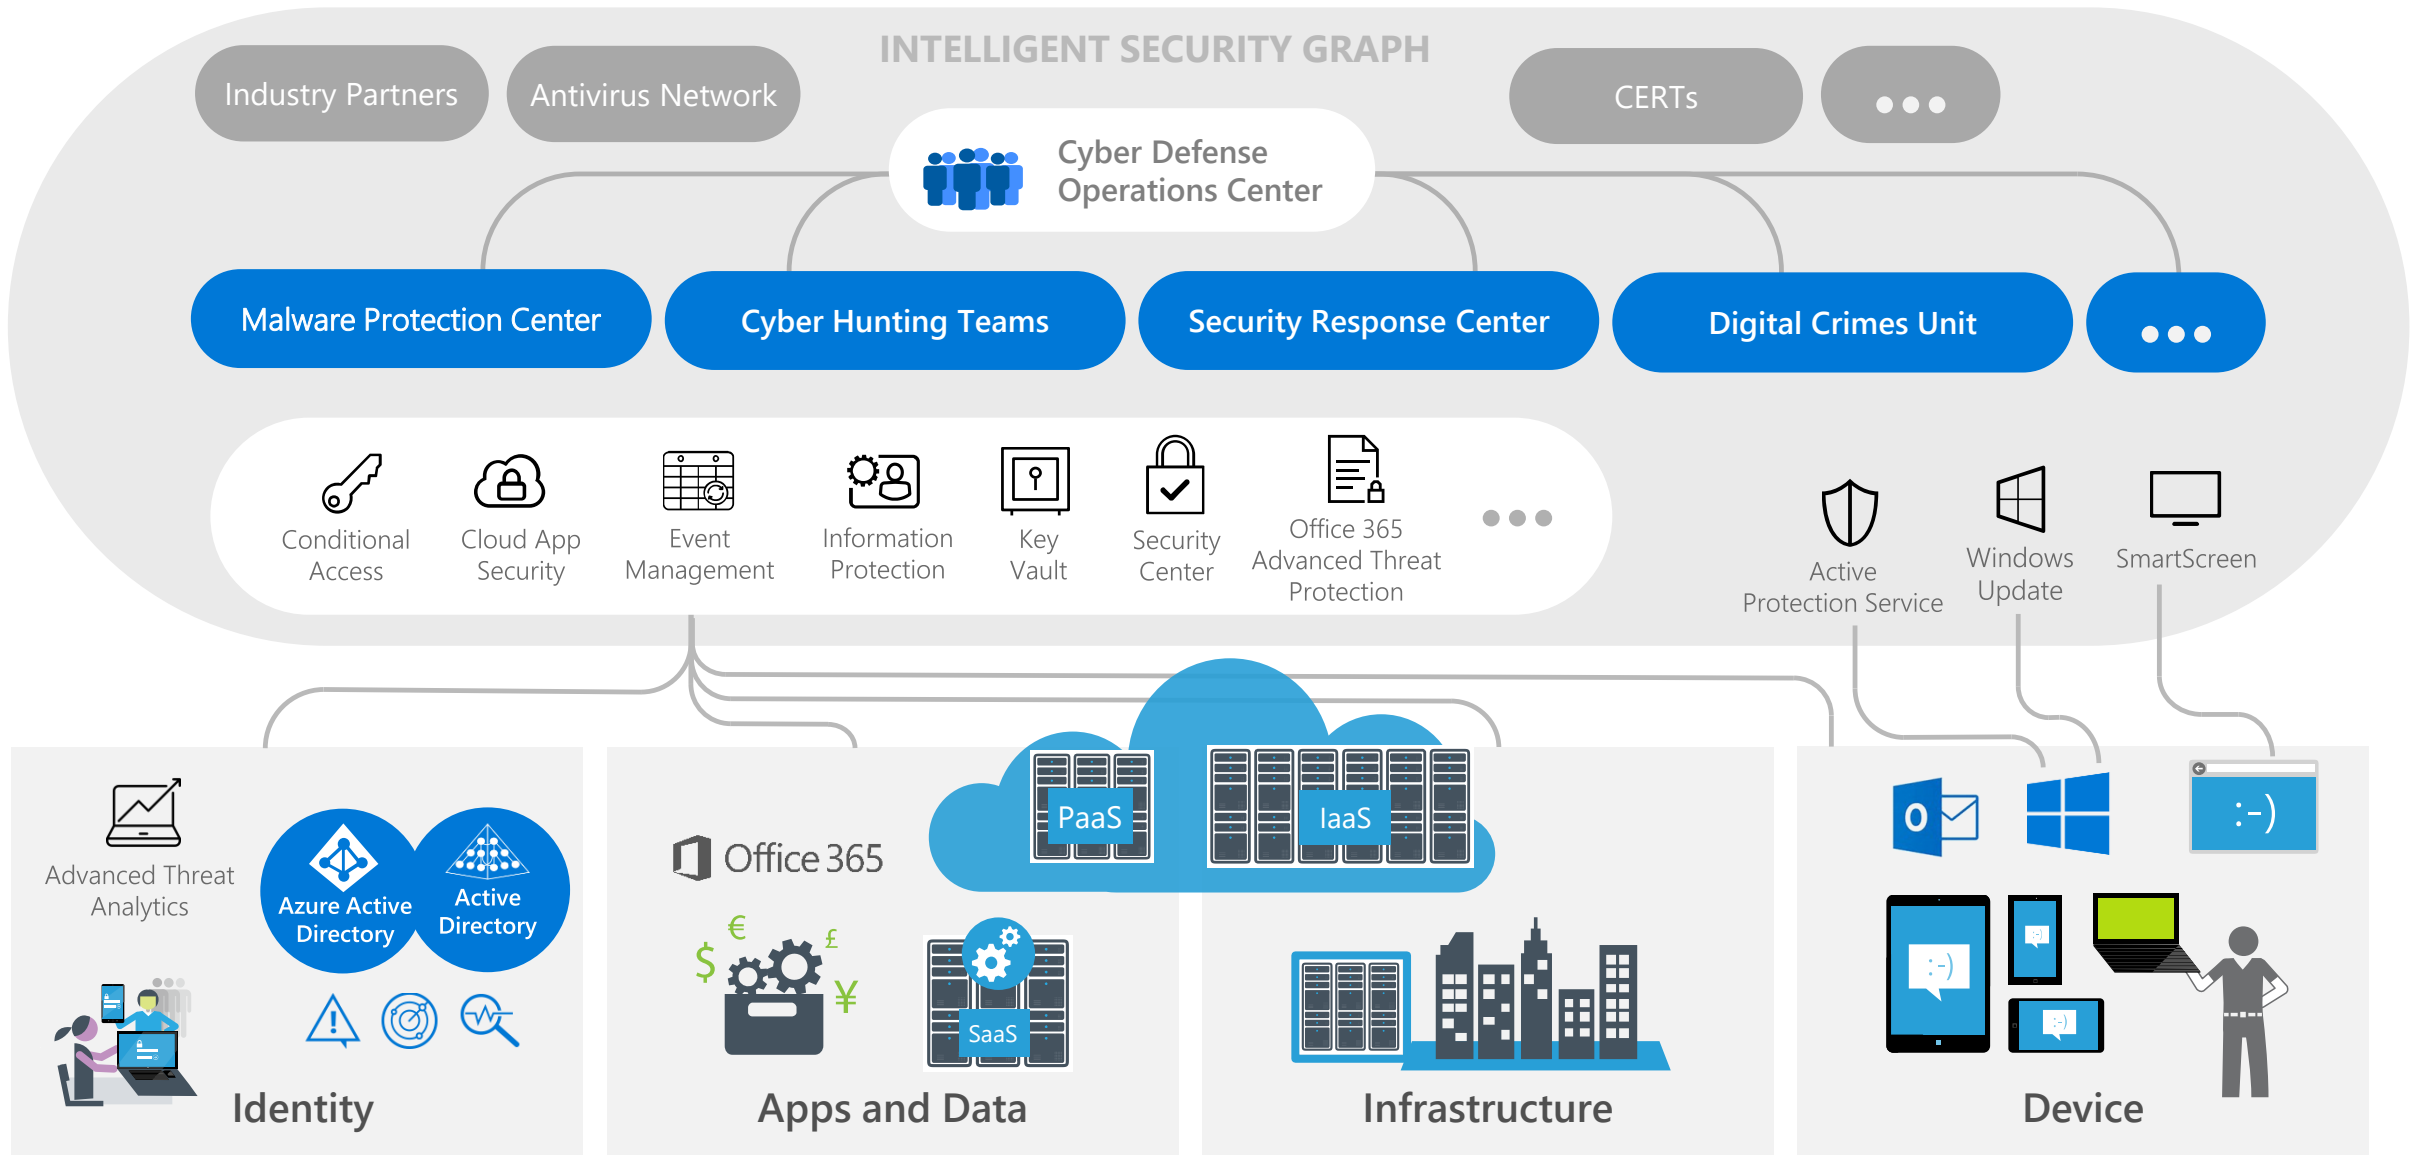 INTELLIGENT SECURITY GRAPH
Industry Partners
Antivirus Network
CERTs
Cyber Defense
Operations Center
Malware Protection Center
Cyber Hunting Teams
Security Response Center
Digital Crimes Unit
Conditional
Access
Cloud App
Security
Event
Management
Information
Protection
Key
Vault
Security
Center
Office 365
Advanced Threat
Protection
Active
Protection Service
Windows
Update
SmartScreen
Advanced Threat
Analytics
Azure Active
Directory
Active
Directory
Identity
Office 365
PaaS
IaaS
$
€
£
¥
SaaS
Apps and Data
Infrastructure
O
:-)
:-)
:-)
:-)
Device